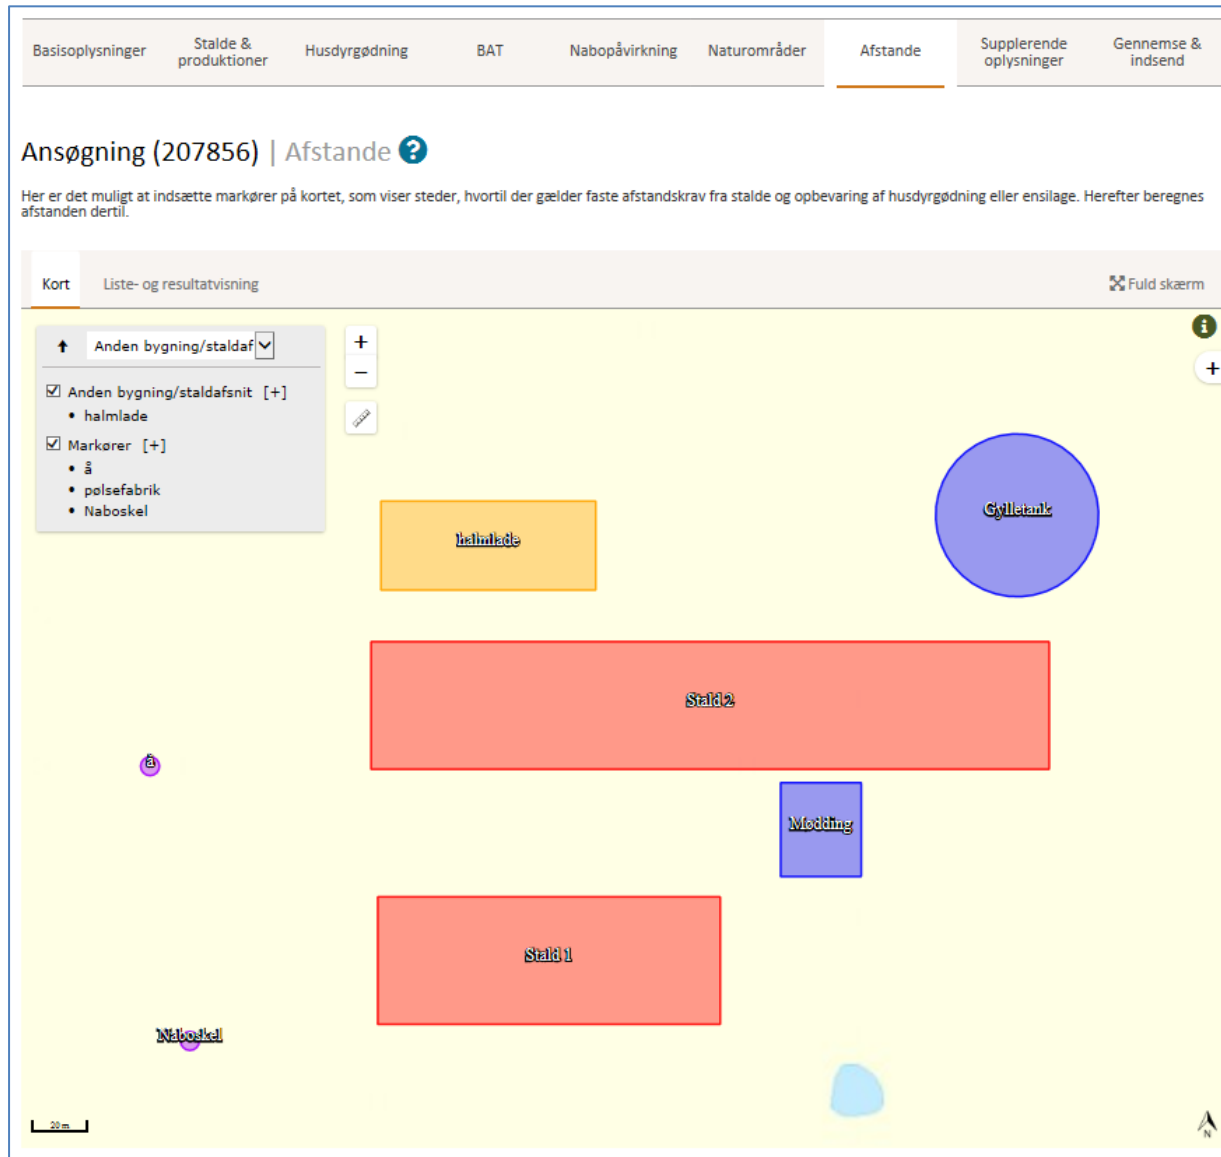 Basisoplysninger
Stalde &
produktioner
Husdyrgødning
BAT
Nabopåvirkning
Naturområder
Afstande
Supplerende
oplysninger
Gennemse &
indsend
Ansøgning (207856) | Afstande ?
Her er det muligt at indsætte markører på kortet, som viser steder, hvortil der gælder faste afstandskrav fra stalde og opbevaring af husdyrgødning eller ensilage. Herefter beregnes
afstanden dertil.
Kort
Liste- og resultatvisning
Fuld skærm
Anden bygning/staldaf
Anden bygning/staldafsnit [+]
• halmlade
Markører [+]
• å
• pølsefabrik
• Naboskel
+
−
i
+
Gylletank
halmlade
Stald 2
å
Mødding
Stald 1
Naboskel
20 m
N